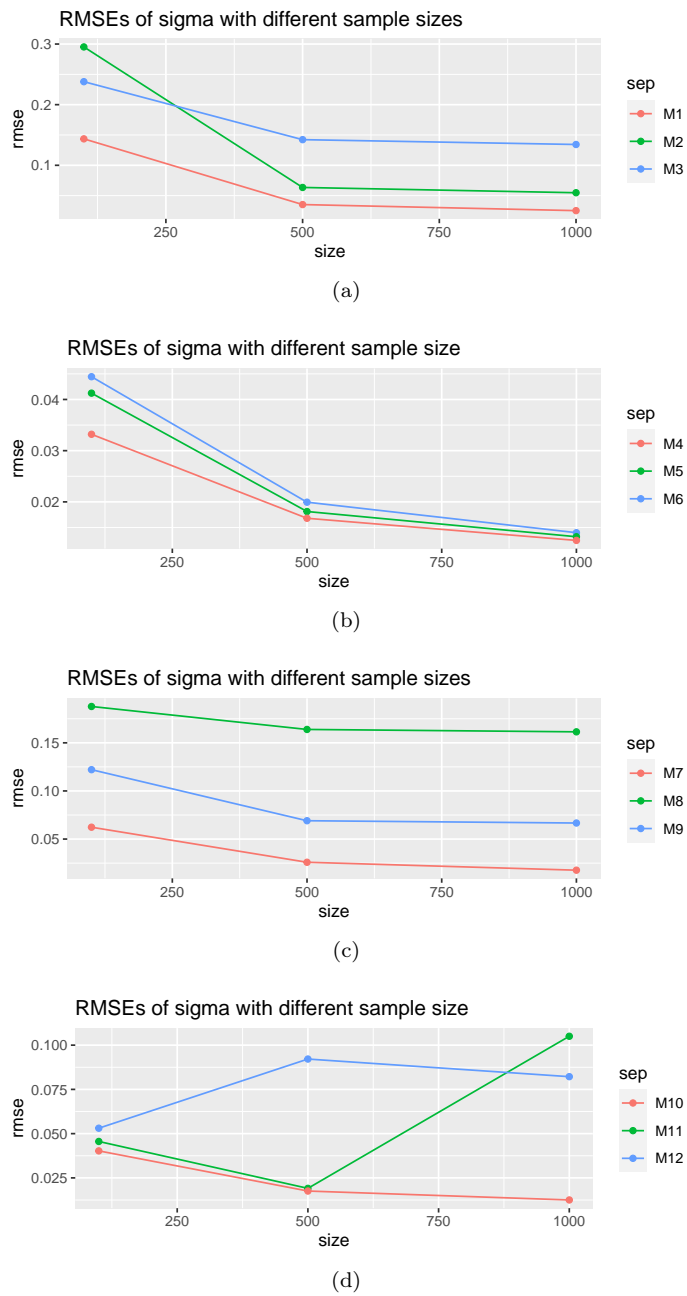 RMSEs of sigma with different sample sizes
0.3
0.2
0.1
rmse
250
500
750
1000
size
sep
M1
M2
M3
(a)
RMSEs of sigma with different sample size
0.04
0.03
0.02
rmse
250
500
750
1000
size
sep
M4
M5
M6
(b)
RMSEs of sigma with different sample sizes
0.15
0.10
0.05
rmse
250
500
750
1000
size
sep
M7
M8
M9
(c)
RMSEs of sigma with different sample size
0.100
0.075
0.050
0.025
rmse
250
500
750
1000
size
sep
M10
M11
M12
(d)